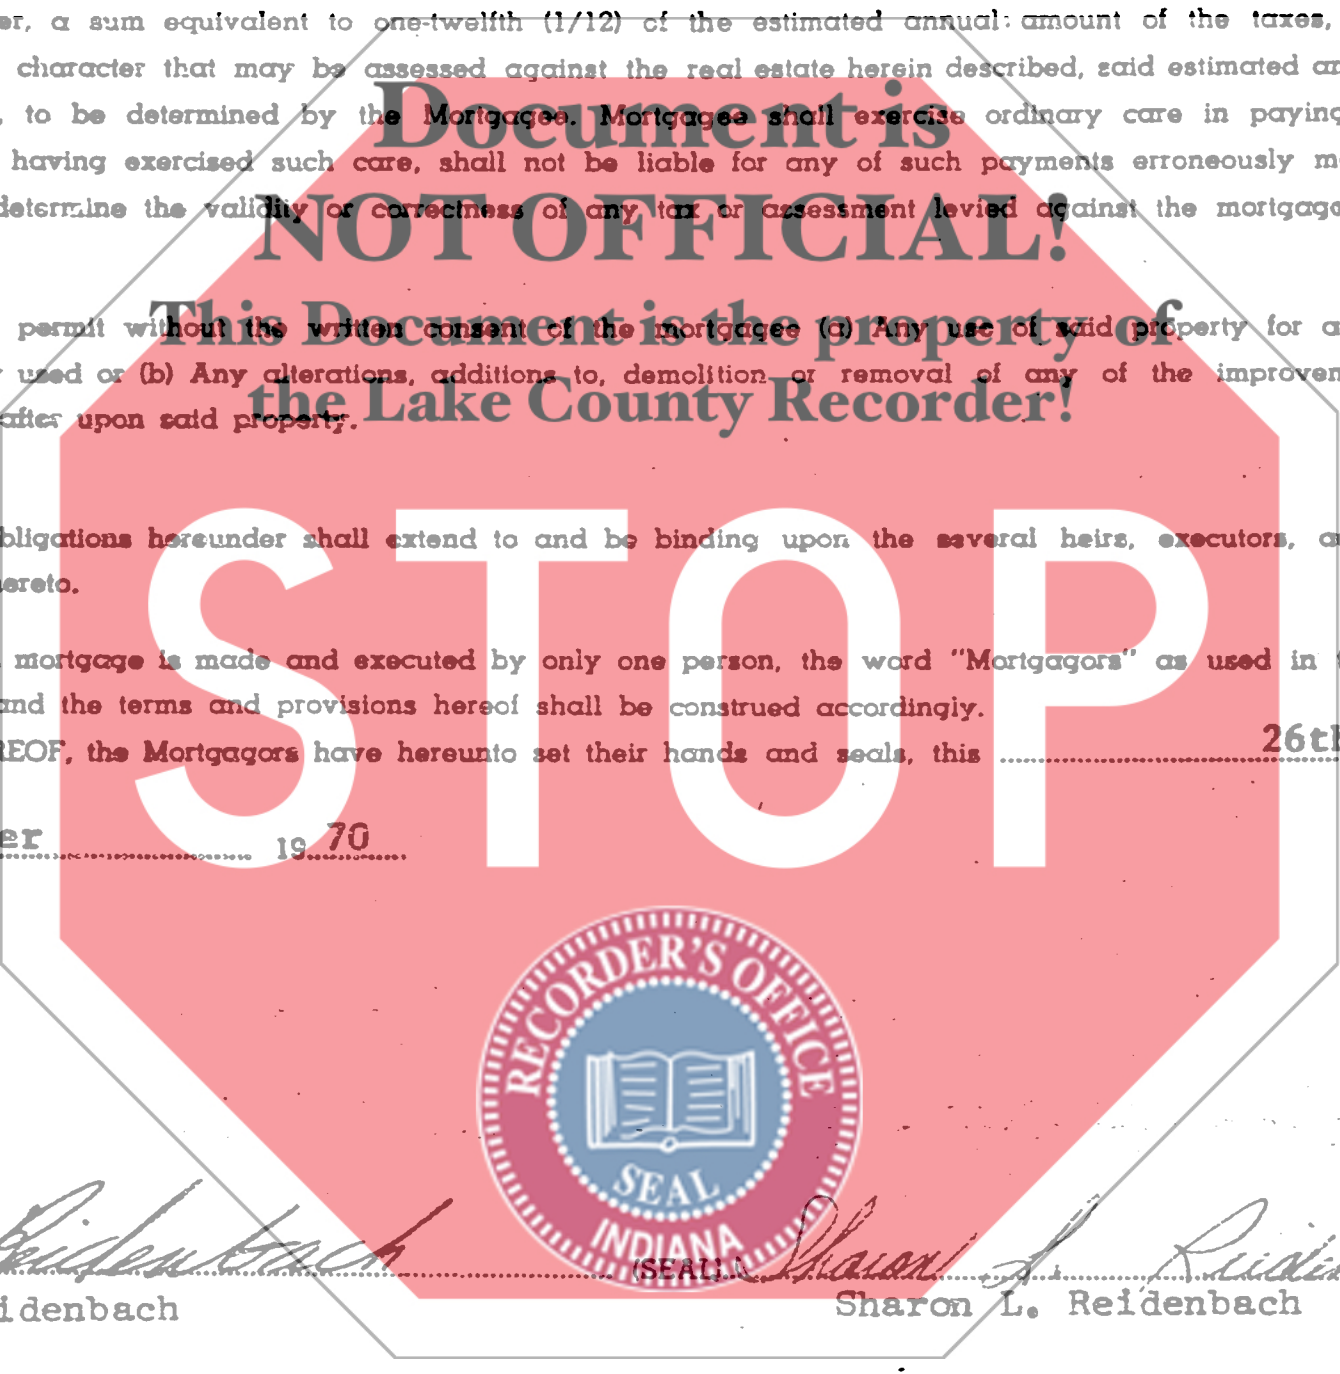 er, a sum equivalent to one-twelfth (1/12) of the estimated annual amount of the taxes,
character that may be assessed against the real estate herein described, said estimated
Document is
, to be determined by the Mortgagee. Mortgagee shall exercise ordinary care in paying
having exercised such care, shall not be liable for any of such payments erroneously
determine the validity or correctness of any tax or assessment levied against the
NOT OFFICIAL!
This Document is the property of
permit without the written consent of the mortgagee (a) Any use of said property for
used or (b) Any alterations, additions to, demolition or removal of any of the
the Lake County Recorder!
after upon said property.
STOP
bligations hereunder shall extend to and be binding upon the several heirs, executors,
hereto.
mortgage is made and executed by only one person, the word "Mortgagors" as used in
and the terms and provisions hereof shall be construed accordingly.
REOF, the Mortgagors have hereunto set their hands and seals, this 26th
er 19 70
RECORDER'S OFFICE
SEAL
INDIANA
Reidenbach (SEAL) Sharon L. Reiden
idenbach Sharon L. Reidenbach